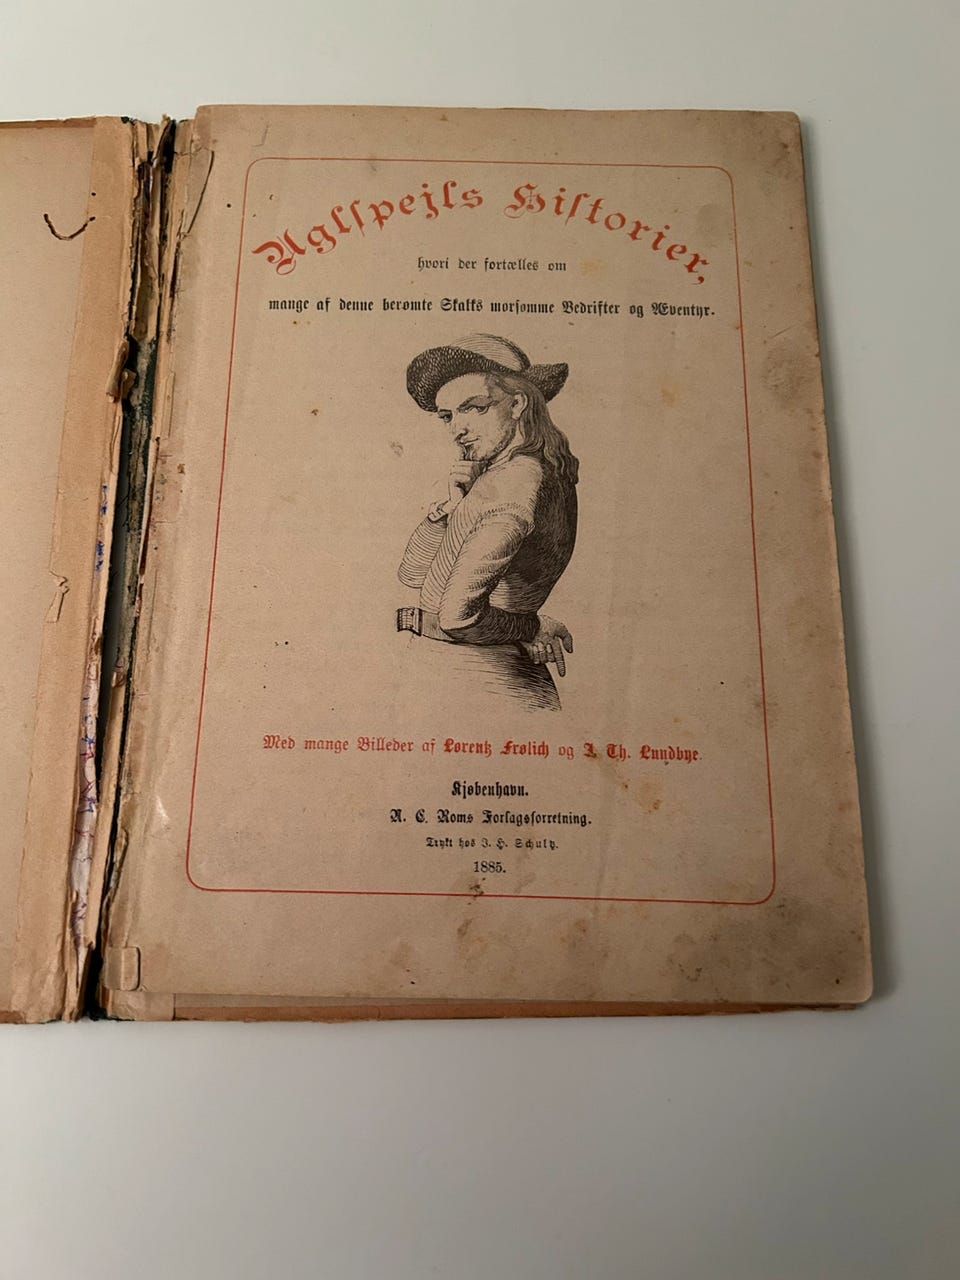 Uglspejls Historier,
hvori der fortælles om
mange af denne berømte Skalks morsomme Bedrifter og Æventyr.
Med mange Billeder af Lorentz Frølich og J. Th. Lundbye.
Kjøbenhavn.
N. C. Roms Forlagsforretning.
Trykt hos J. H. Schultz.
1885.